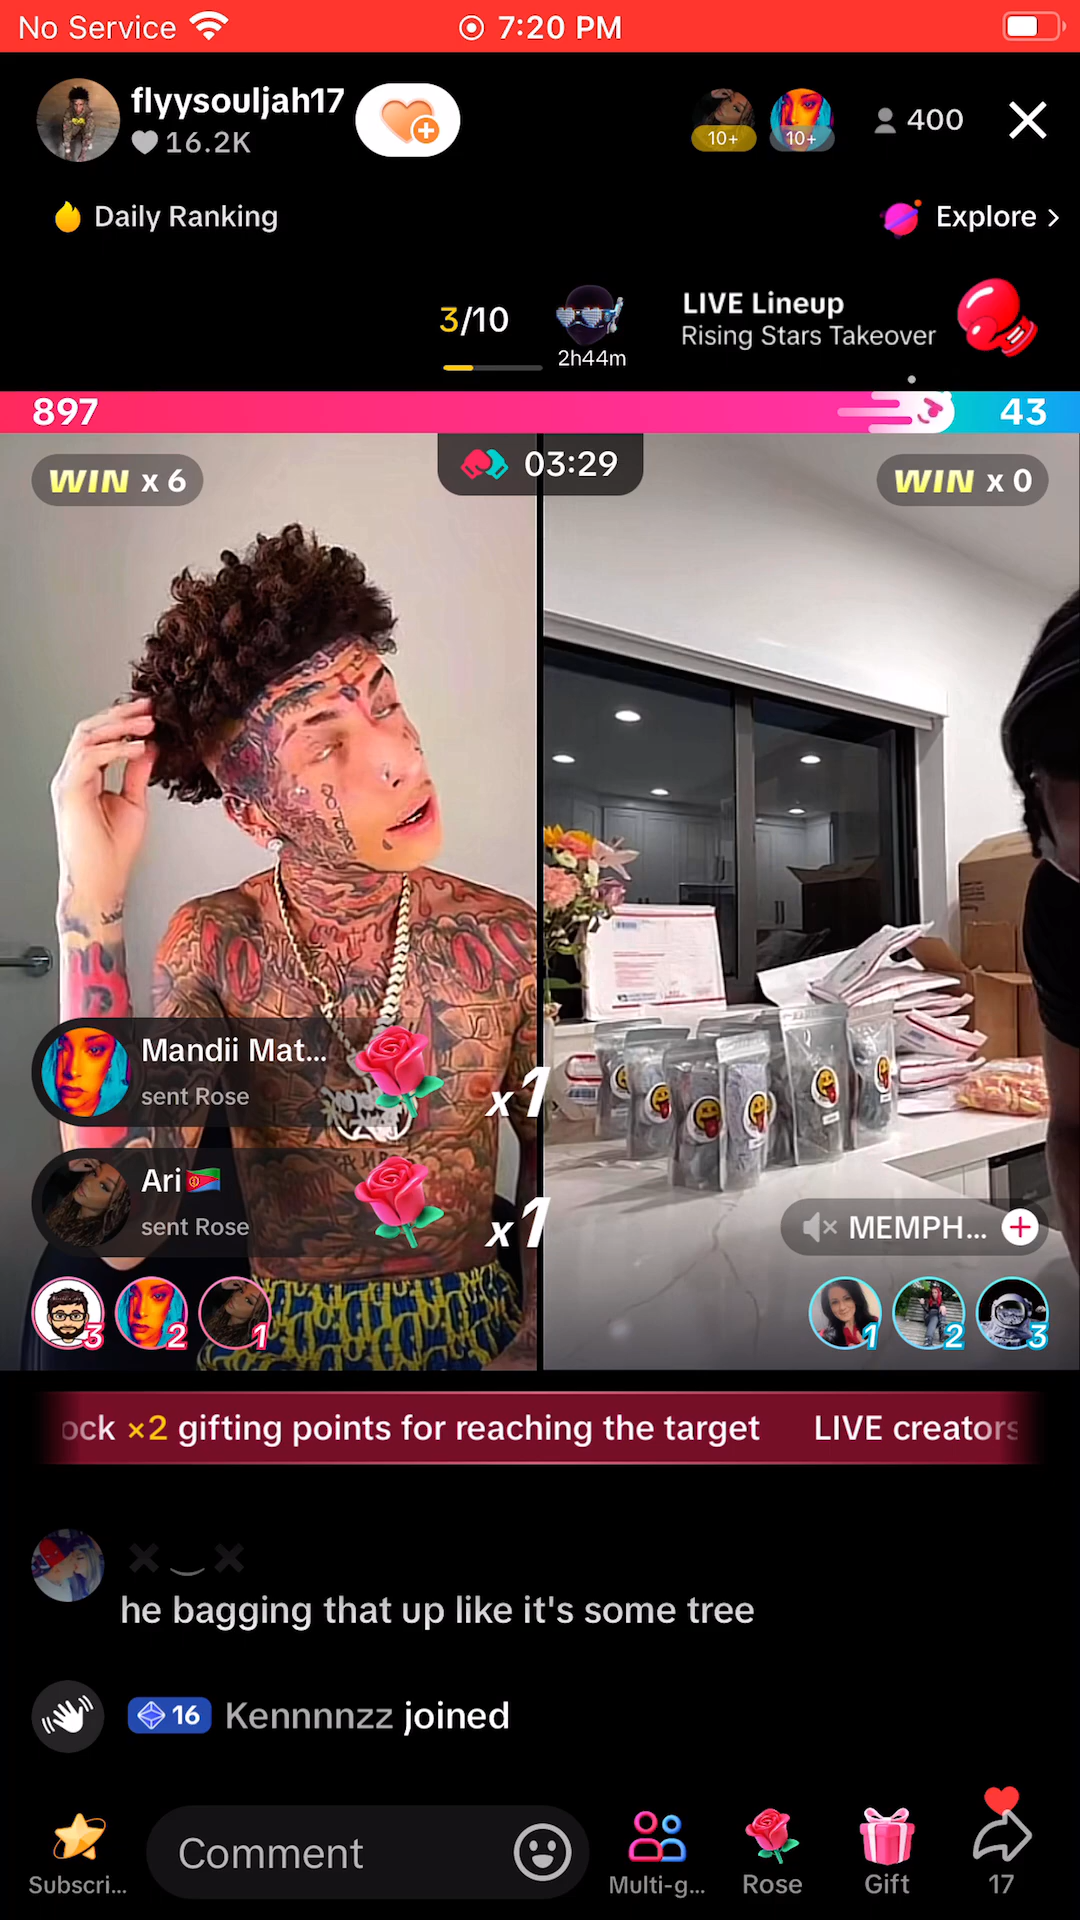 No Service
7:20 PM
flyysouljah17
16.2K
10+
10+
400
Daily Ranking
Explore >
3/10
2h44m
LIVE Lineup
Rising Stars Takeover
897
43
WIN x 6
03:29
WIN x 0
Mandii Mat...
sent Rose
x1
Ari
sent Rose
x1
MEMPH...
3
2
1
1
2
3
ock ×2 gifting points for reaching the target
LIVE creators
he bagging that up like it's some tree
16 Kennnnzz joined
Subscri...
Comment
Multi-g...
Rose
Gift
17